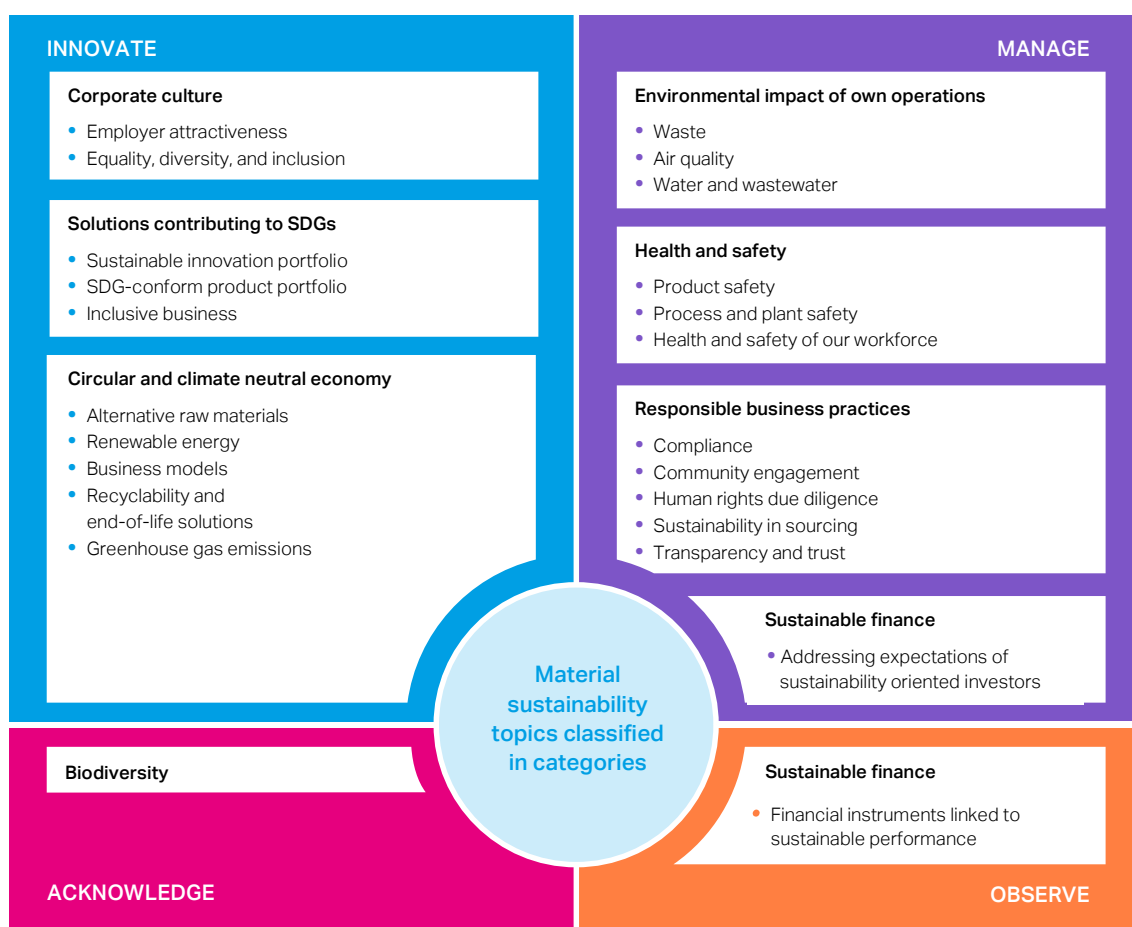 INNOVATE
Corporate culture
• Employer attractiveness
• Equality, diversity, and inclusion
Solutions contributing to SDGs
• Sustainable innovation portfolio
• SDG-conform product portfolio
• Inclusive business
Circular and climate neutral economy
• Alternative raw materials
• Renewable energy
• Business models
• Recyclability and
end-of-life solutions
• Greenhouse gas emissions
MANAGE
Environmental impact of own operations
• Waste
• Air quality
• Water and wastewater
Health and safety
• Product safety
• Process and plant safety
• Health and safety of our workforce
Responsible business practices
• Compliance
• Community engagement
• Human rights due diligence
• Sustainability in sourcing
• Transparency and trust
Sustainable finance
• Addressing expectations of
sustainability oriented investors
Material
sustainability
topics classified
in categories
Biodiversity
ACKNOWLEDGE
Sustainable finance
• Financial instruments linked to
sustainable performance
OBSERVE